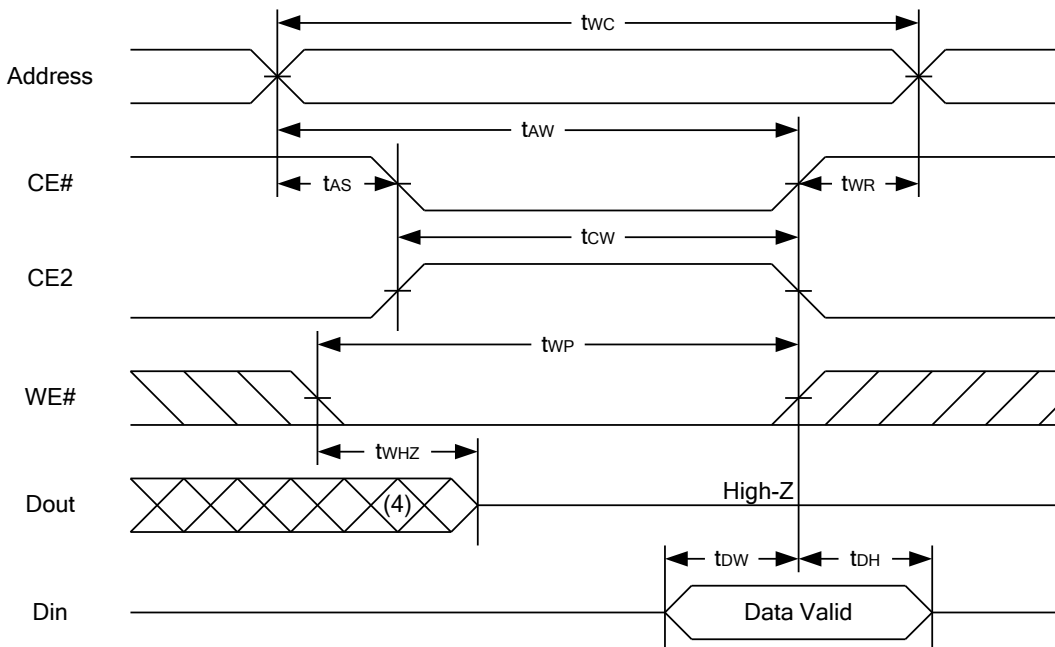 tWC
Address
tAW
CE#
tAS
tWR
tCW
CE2
tWP
WE#
tWHZ
Dout
(4)
High-Z
tDW
tDH
Din
Data Valid